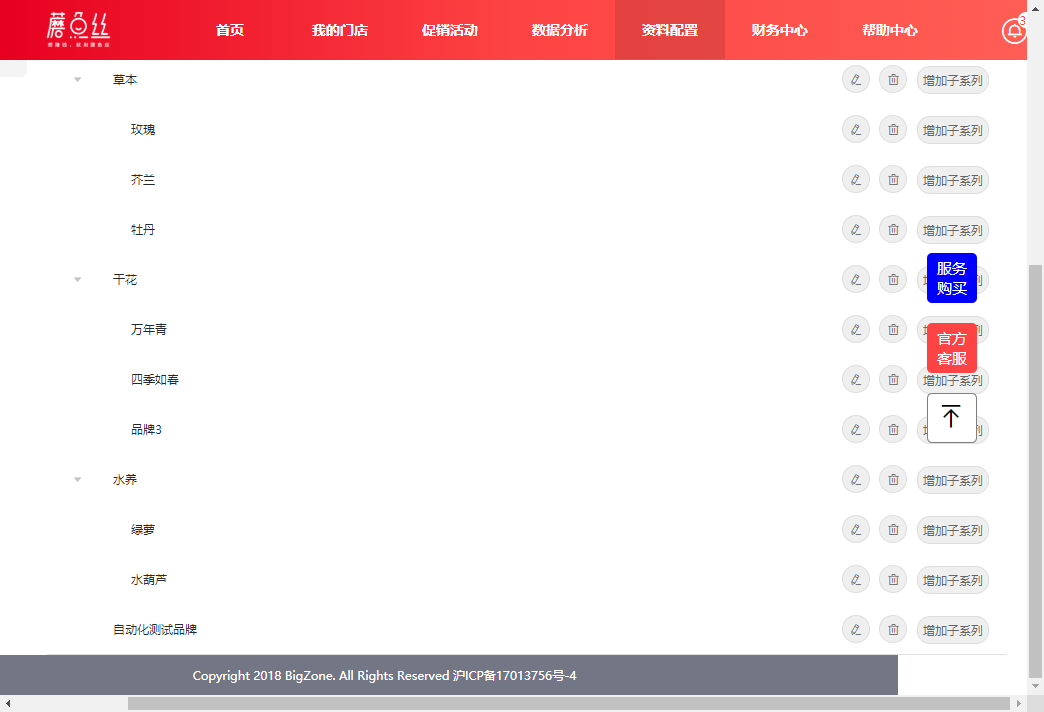 蘑点丝
首页 我的门店 促销活动 数据分析 资料配置 财务中心 帮助中心 3
草本 增加子系列
玫瑰 增加子系列
芥兰 增加子系列
牡丹 增加子系列
干花
服务
购买
万年青
官方
客服
四季如春 增加子系列
品牌3
水养 增加子系列
绿萝 增加子系列
水葫芦 增加子系列
自动化测试品牌 增加子系列
Copyright 2018 BigZone. All Rights Reserved 沪ICP备17013756号-4